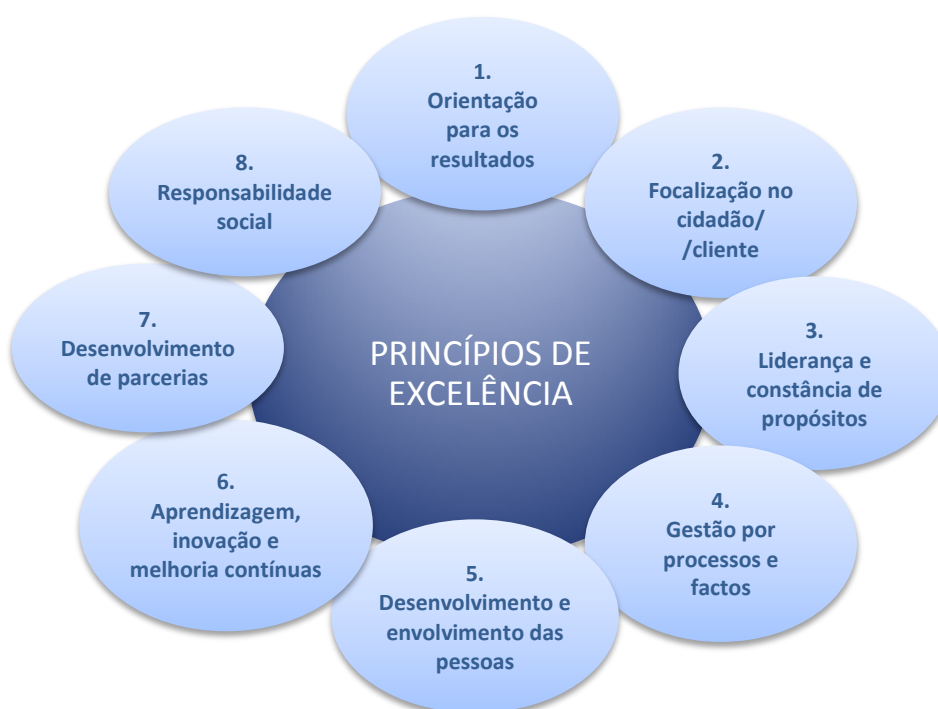 1.
Orientação
para os
resultados
2.
Focalização no
cidadão/
/cliente
3.
Liderança e
constância de
propósitos
4.
Gestão por
processos e
factos
5.
Desenvolvimento e
envolvimento das
pessoas
6.
Aprendizagem,
inovação e
melhoria contínuas
7.
Desenvolvimento
de parcerias
8.
Responsabilidade
social
PRINCÍPIOS DE
EXCELÊNCIA